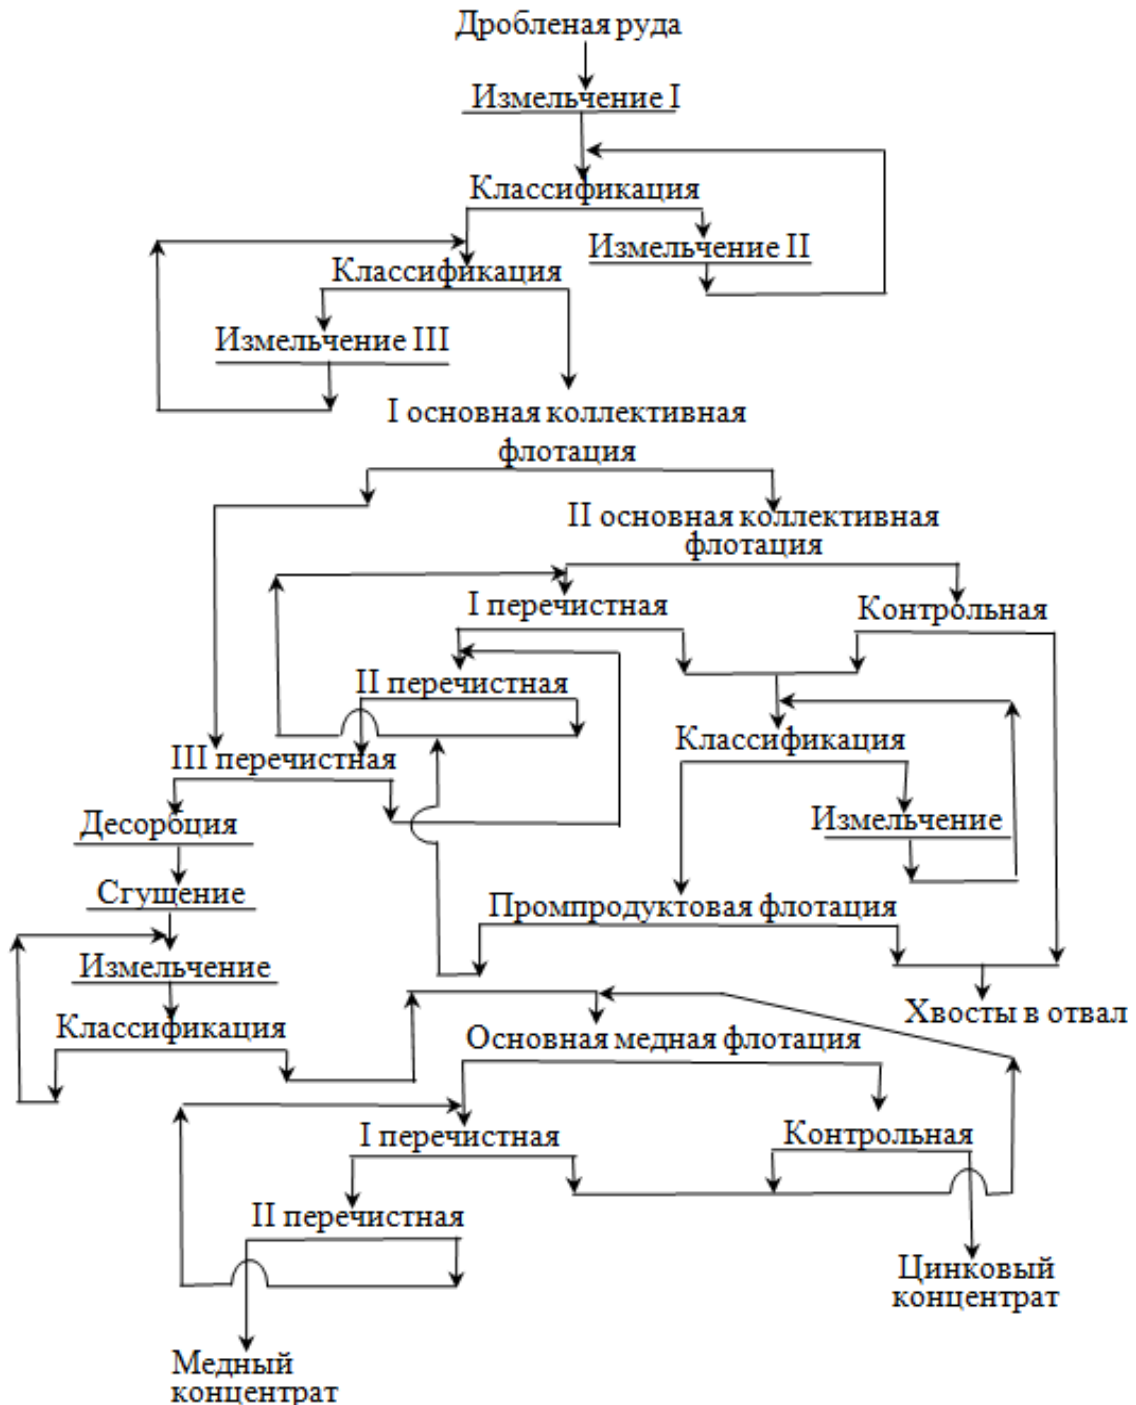 Дробленая руда
Измельчение I
Классификация
Измельчение II
Классификация
Измельчение III
I основная коллективная
флотация
II основная коллективная
флотация
I перечистная
Контрольная
II перечистная
Классификация
III перечистная
Десорбция
Измельчение
Сгущение
Промпродуктовая флотация
Измельчение
Хвосты в отвал
Классификация
Основная медная флотация
I перечистная
Контрольная
II перечистная
Цинковый
концентрат
Медный
концентрат